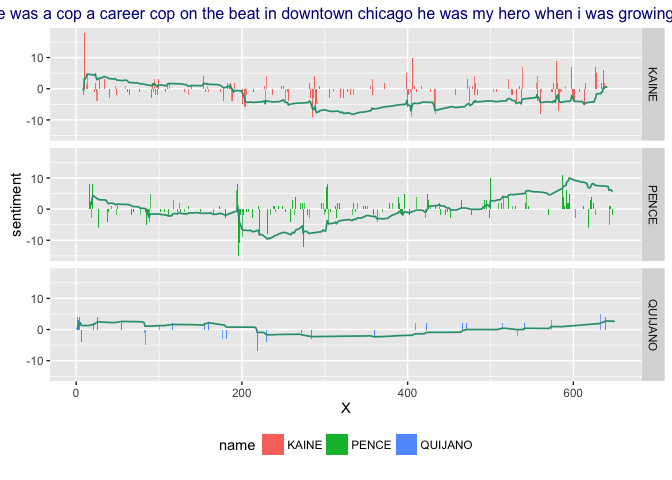 e was a cop a career cop on the beat in downtown chicago he was my hero when i was growing
10
0
-10
KAINE
10
0
-10
PENCE
10
0
-10
QUIJANO
sentiment
0 200 400 600
X
name KAINE PENCE QUIJANO